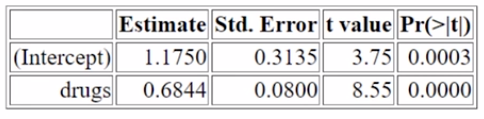 Estimate Std. Error t value Pr(>|t|)
(Intercept) 1.1750 0.3135 3.75 0.0003
drugs 0.6844 0.0800 8.55 0.0000